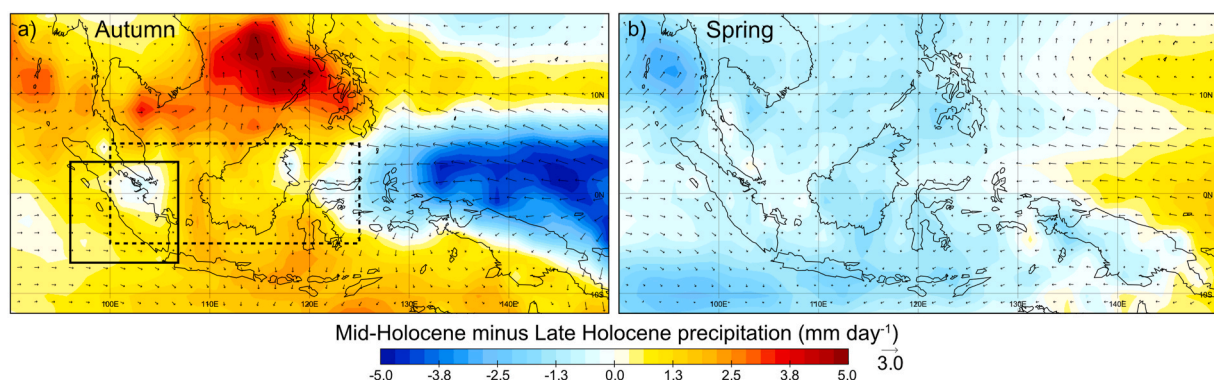 a) Autumn
b) Spring
10N
0N
10S
100E
110E
120E
130E
140E
10N
0N
10S
100E
110E
120E
130E
140E
Mid-Holocene minus Late Holocene precipitation (mm day-1)
-5.0 -3.8 -2.5 -1.3 0.0 1.3 2.5 3.8 5.0
3.0